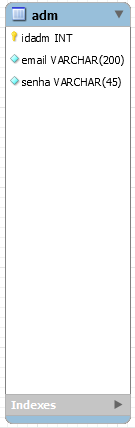 adm
idadm INT
email VARCHAR(200)
senha VARCHAR(45)
Indexes